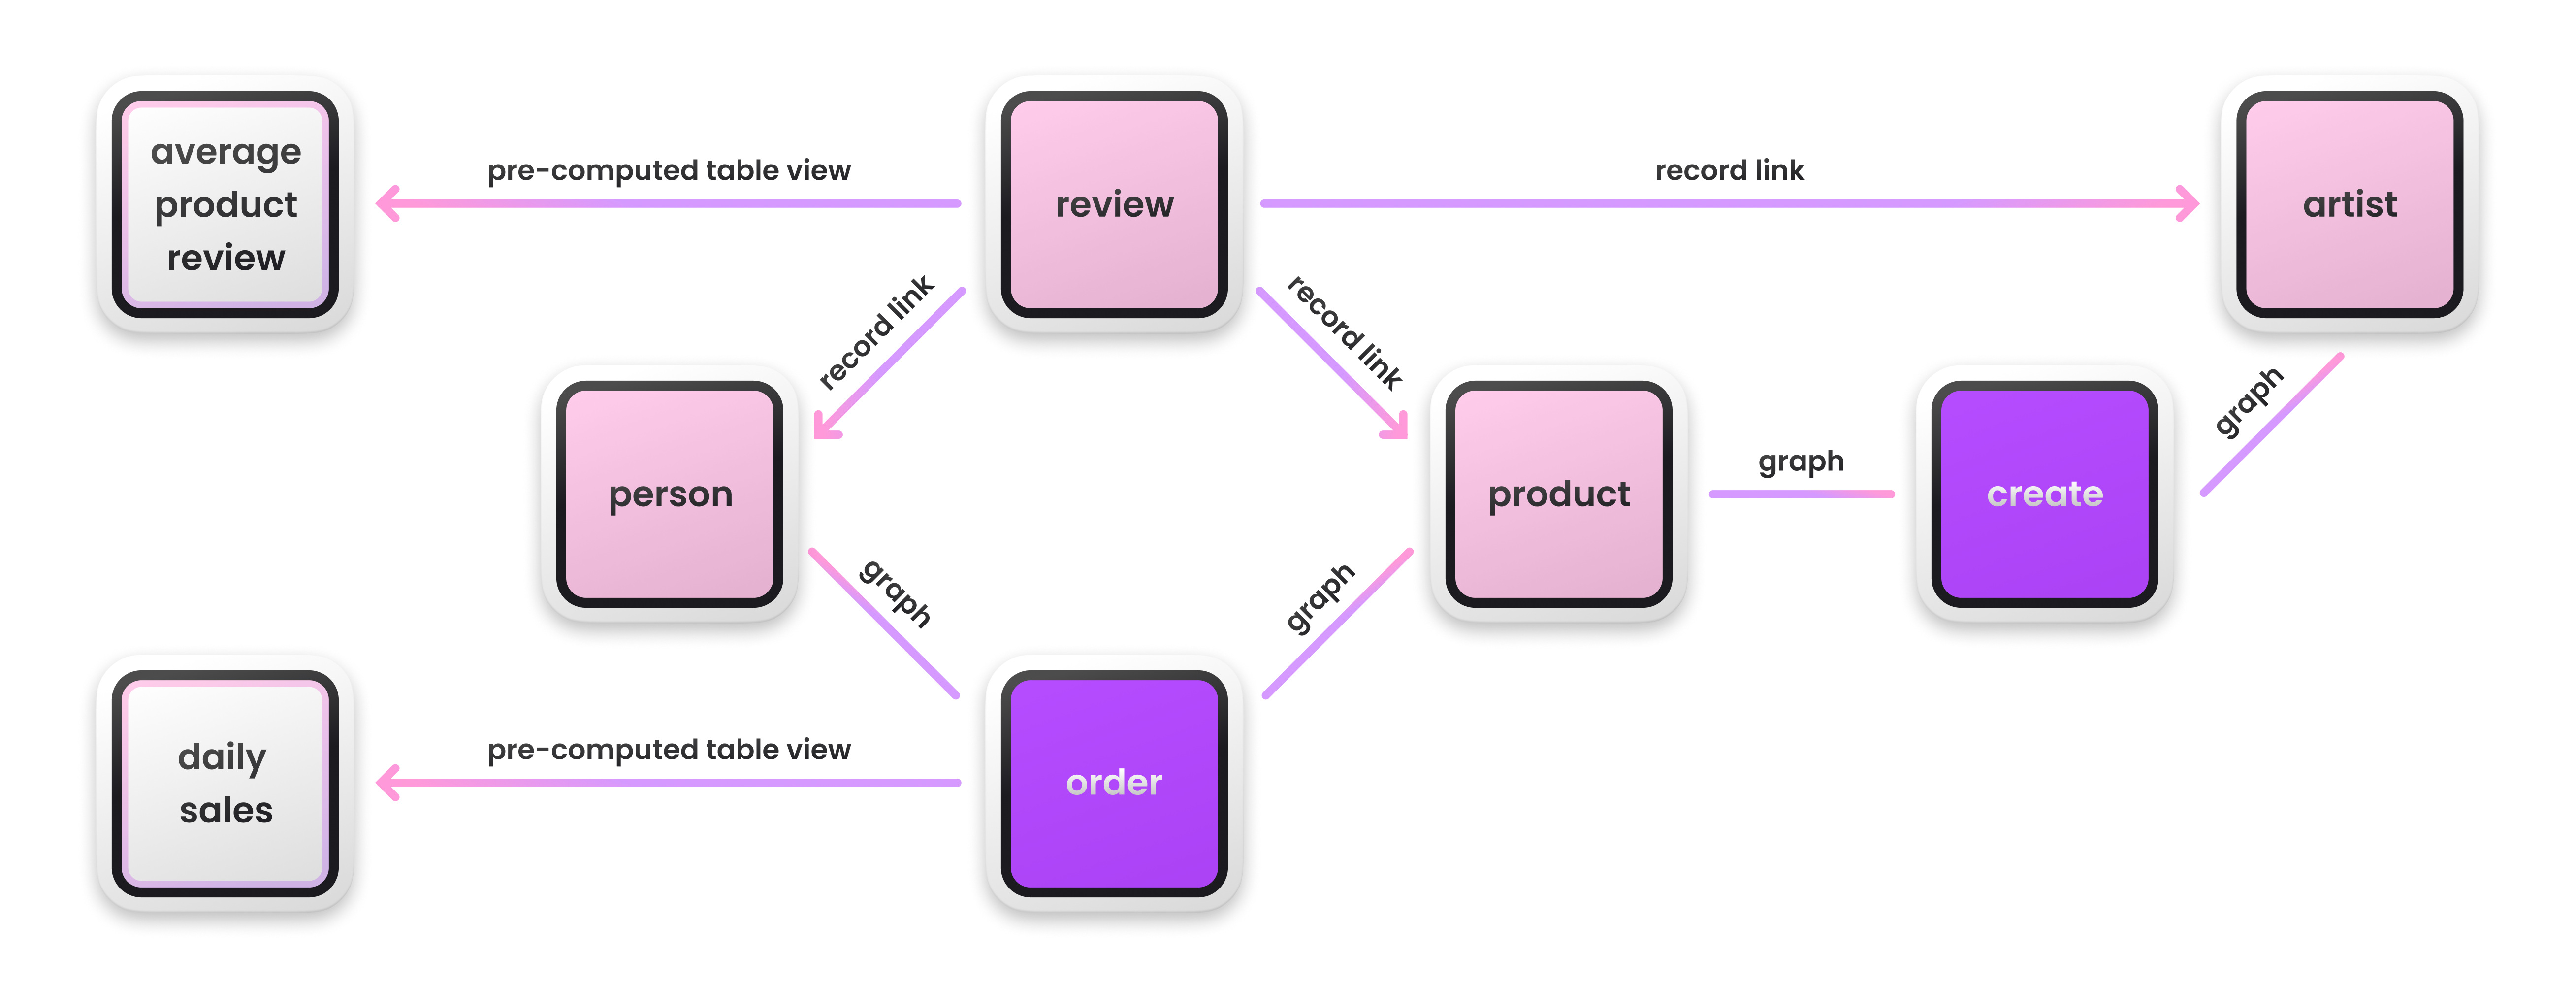 average
product
review
pre-computed table view
review
record link
artist
record link
record link
person
product
graph
create
graph
graph
graph
daily
sales
pre-computed table view
order